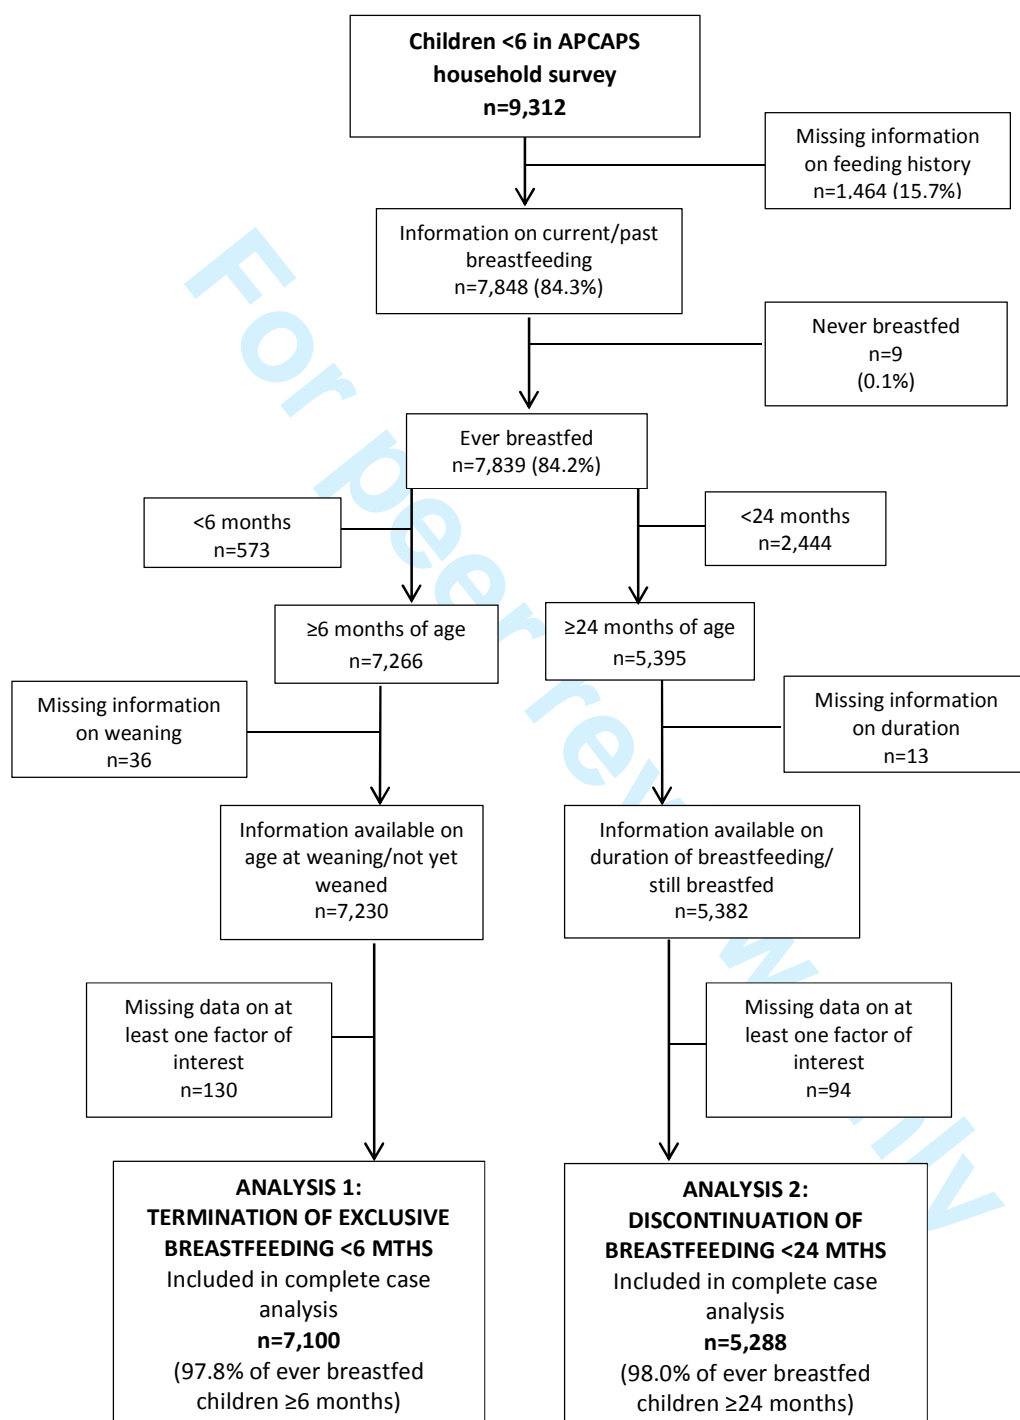 Children <6 in APCAPS
household survey
n=9,312
Missing information
on feeding history
n=1,464 (15.7%)
Information on current/past
breastfeeding
n=7,848 (84.3%)
Never breastfed
n=9
(0.1%)
Ever breastfed
n=7,839 (84.2%)
<6 months
n=573
<24 months
n=2,444
≥6 months of age
n=7,266
≥24 months of age
n=5,395
Missing information
on weaning
n=36
Missing information
on duration
n=13
Information available on
age at weaning/not yet
weaned
n=7,230
Information available on
duration of breastfeeding/
still breastfed
n=5,382
Missing data on at
least one factor of
interest
n=130
Missing data on at
least one factor of
interest
n=94
ANALYSIS 1:
TERMINATION OF EXCLUSIVE
BREASTFEEDING <6 MTHS
Included in complete case
analysis
n=7,100
(97.8% of ever breastfed
children ≥6 months)
ANALYSIS 2:
DISCONTINUATION OF
BREASTFEEDING <24 MTHS
Included in complete case
analysis
n=5,288
(98.0% of ever breastfed
children ≥24 months)
For peer review only